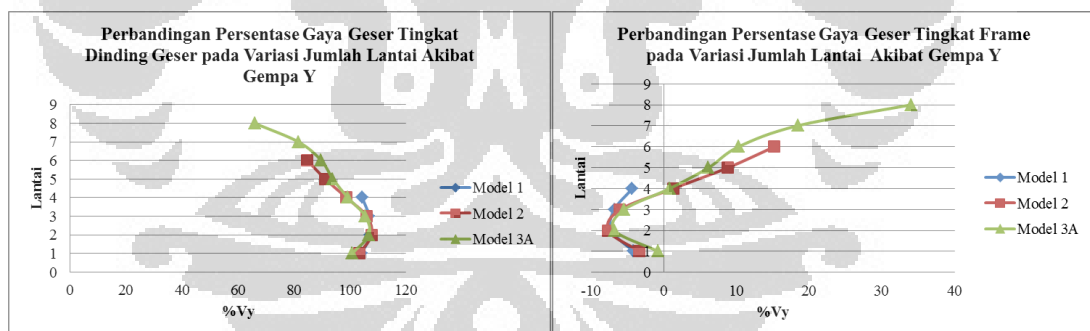 Perbandingan Persentase Gaya Geser Tingkat
Dinding Geser pada Variasi Jumlah Lantai Akibat
Gempa Y
9
8
7
6
5
4
3
2
1
0
Lantai
0 20 40 60 80 100 120
%Vy
Model 1
Model 2
Model 3A
Perbandingan Persentase Gaya Geser Tingkat Frame
pada Variasi Jumlah Lantai Akibat Gempa Y
9
8
7
6
5
4
3
2
1
0
Lantai
-10 0 10 20 30 40
%Vy
Model 1
Model 2
Model 3A